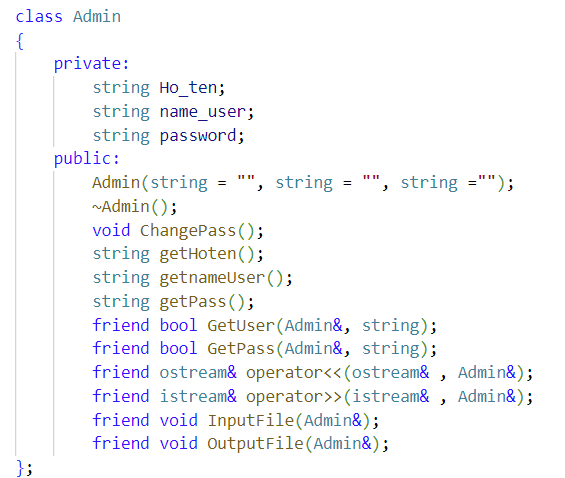 class Admin
{
private:
string Ho_ten;
string name_user;
string password;
public:
Admin(string = "", string = "", string ="");
~Admin();
void ChangePass();
string getHoten();
string getnameUser();
string getPass();
friend bool GetUser(Admin&, string);
friend bool GetPass(Admin&, string);
friend ostream& operator<<(ostream& , Admin&);
friend istream& operator>>(istream& , Admin&);
friend void InputFile(Admin&);
friend void OutputFile(Admin&);
};